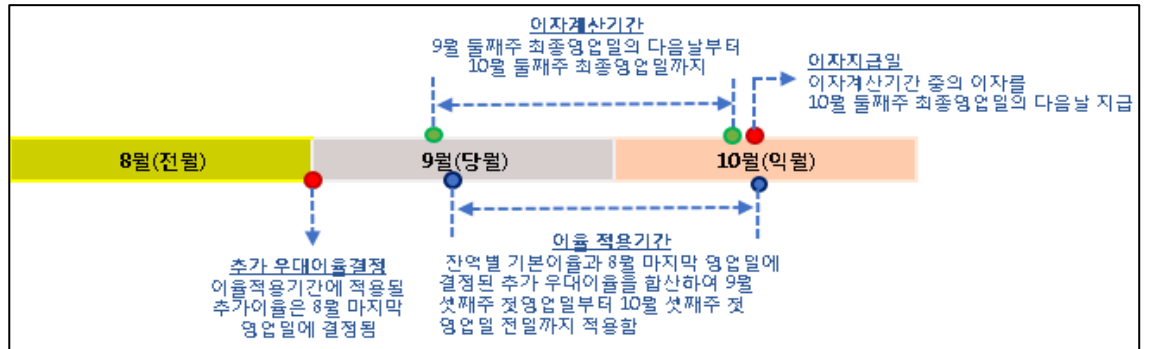 이자계산기간
9월 둘째주 최종영업일의 다음날부터
10월 둘째주 최종영업일까지
이자지급일
이자계산기간 중의 이자를
10월 둘째주 최종영업일의 다음날 지급
8월(전월)
9월(당월)
10월(익월)
추가 우대이율결정
이율적용기간에 적용될
추가이율은 8월 마지막
영업일에 결정됨
이율 적용기간
잔액별 기본이율과 8월 마지막 영업일에
결정된 추가 우대이율을 합산하여 9월
셋째주 첫영업일부터 10월 셋째주 첫
영업일 전일까지 적용함